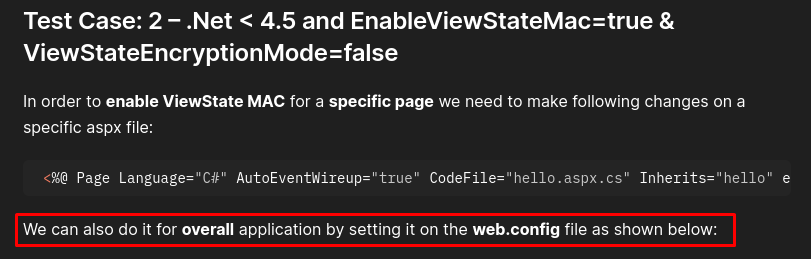 Test Case: 2 – .Net < 4.5 and EnableViewStateMac=true &
ViewStateEncryptionMode=false
In order to enable ViewState MAC for a specific page we need to make following changes on a
specific aspx file:
<%@ Page Language="C#" AutoEventWireup="true" CodeFile="hello.aspx.cs" Inherits="hello" e
We can also do it for overall application by setting it on the web.config file as shown below: